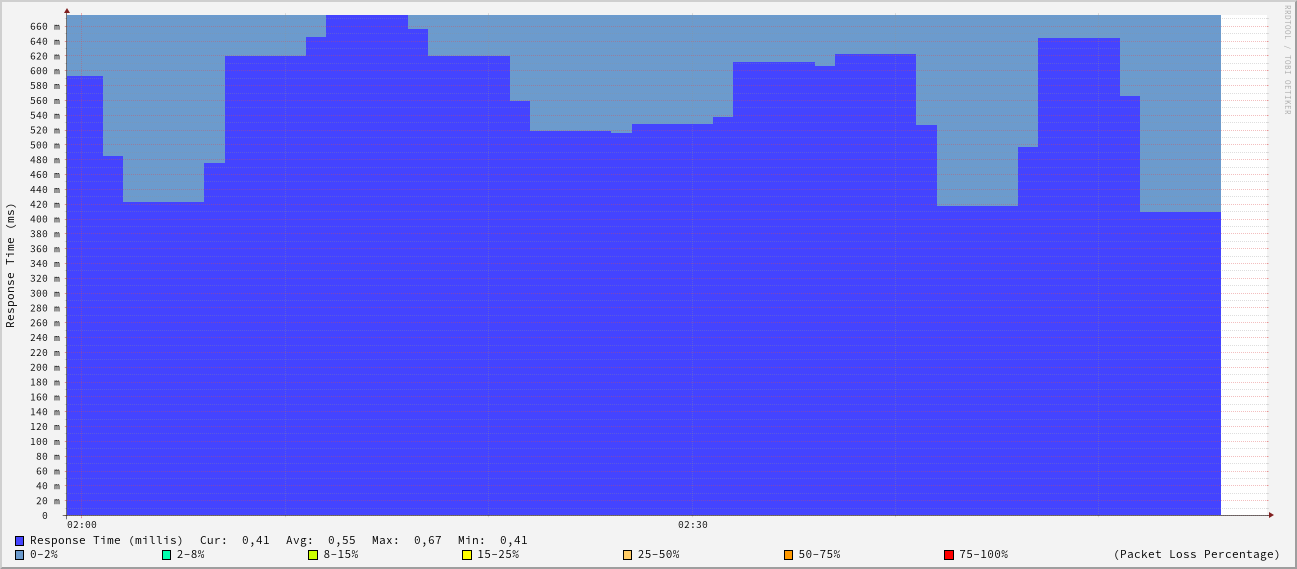 RRDTOOL / TOBI OETIKER
Response Time (ms)
660 m
640 m
620 m
600 m
580 m
560 m
540 m
520 m
500 m
480 m
460 m
440 m
420 m
400 m
380 m
360 m
340 m
320 m
300 m
280 m
260 m
240 m
220 m
200 m
180 m
160 m
140 m
120 m
100 m
80 m
60 m
40 m
20 m
0
02:00 02:30
Response Time (millis) Cur: 0,41 Avg: 0,55 Max: 0,67 Min: 0,41
0-2% 2-8% 8-15% 15-25% 25-50% 50-75% 75-100% (Packet Loss Percentage)